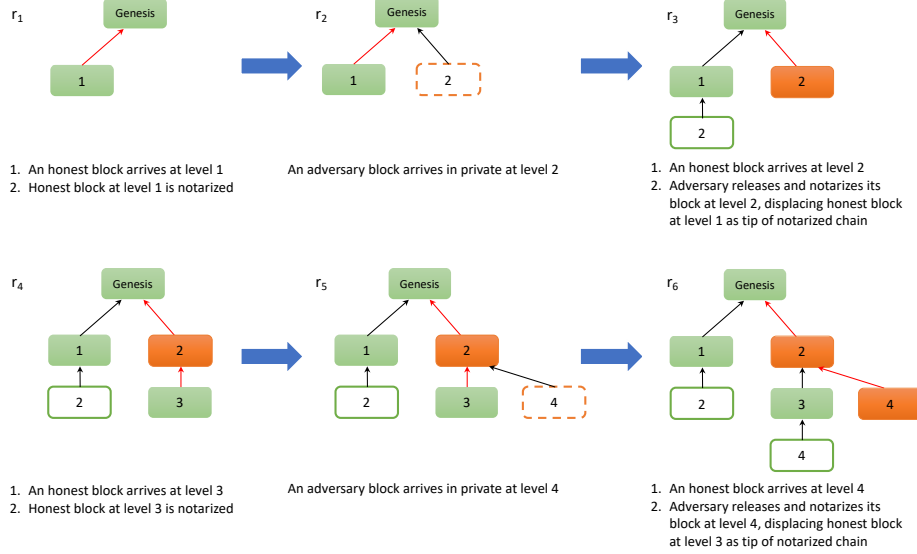 r1
Genesis
1
r2
Genesis
1
2
r3
Genesis
1
2
2
1. An honest block arrives at level 1
2. Honest block at level 1 is notarized
An adversary block arrives in private at level 2
1. An honest block arrives at level 2
2. Adversary releases and notarizes its
block at level 2, displacing honest block
at level 1 as tip of notarized chain
r4
Genesis
1
2
2
3
r5
Genesis
1
2
2
3
4
r6
Genesis
1
2
2
3
4
4
1. An honest block arrives at level 3
2. Honest block at level 3 is notarized
An adversary block arrives in private at level 4
1. An honest block arrives at level 4
2. Adversary releases and notarizes its
block at level 4, displacing honest block
at level 3 as tip of notarized chain